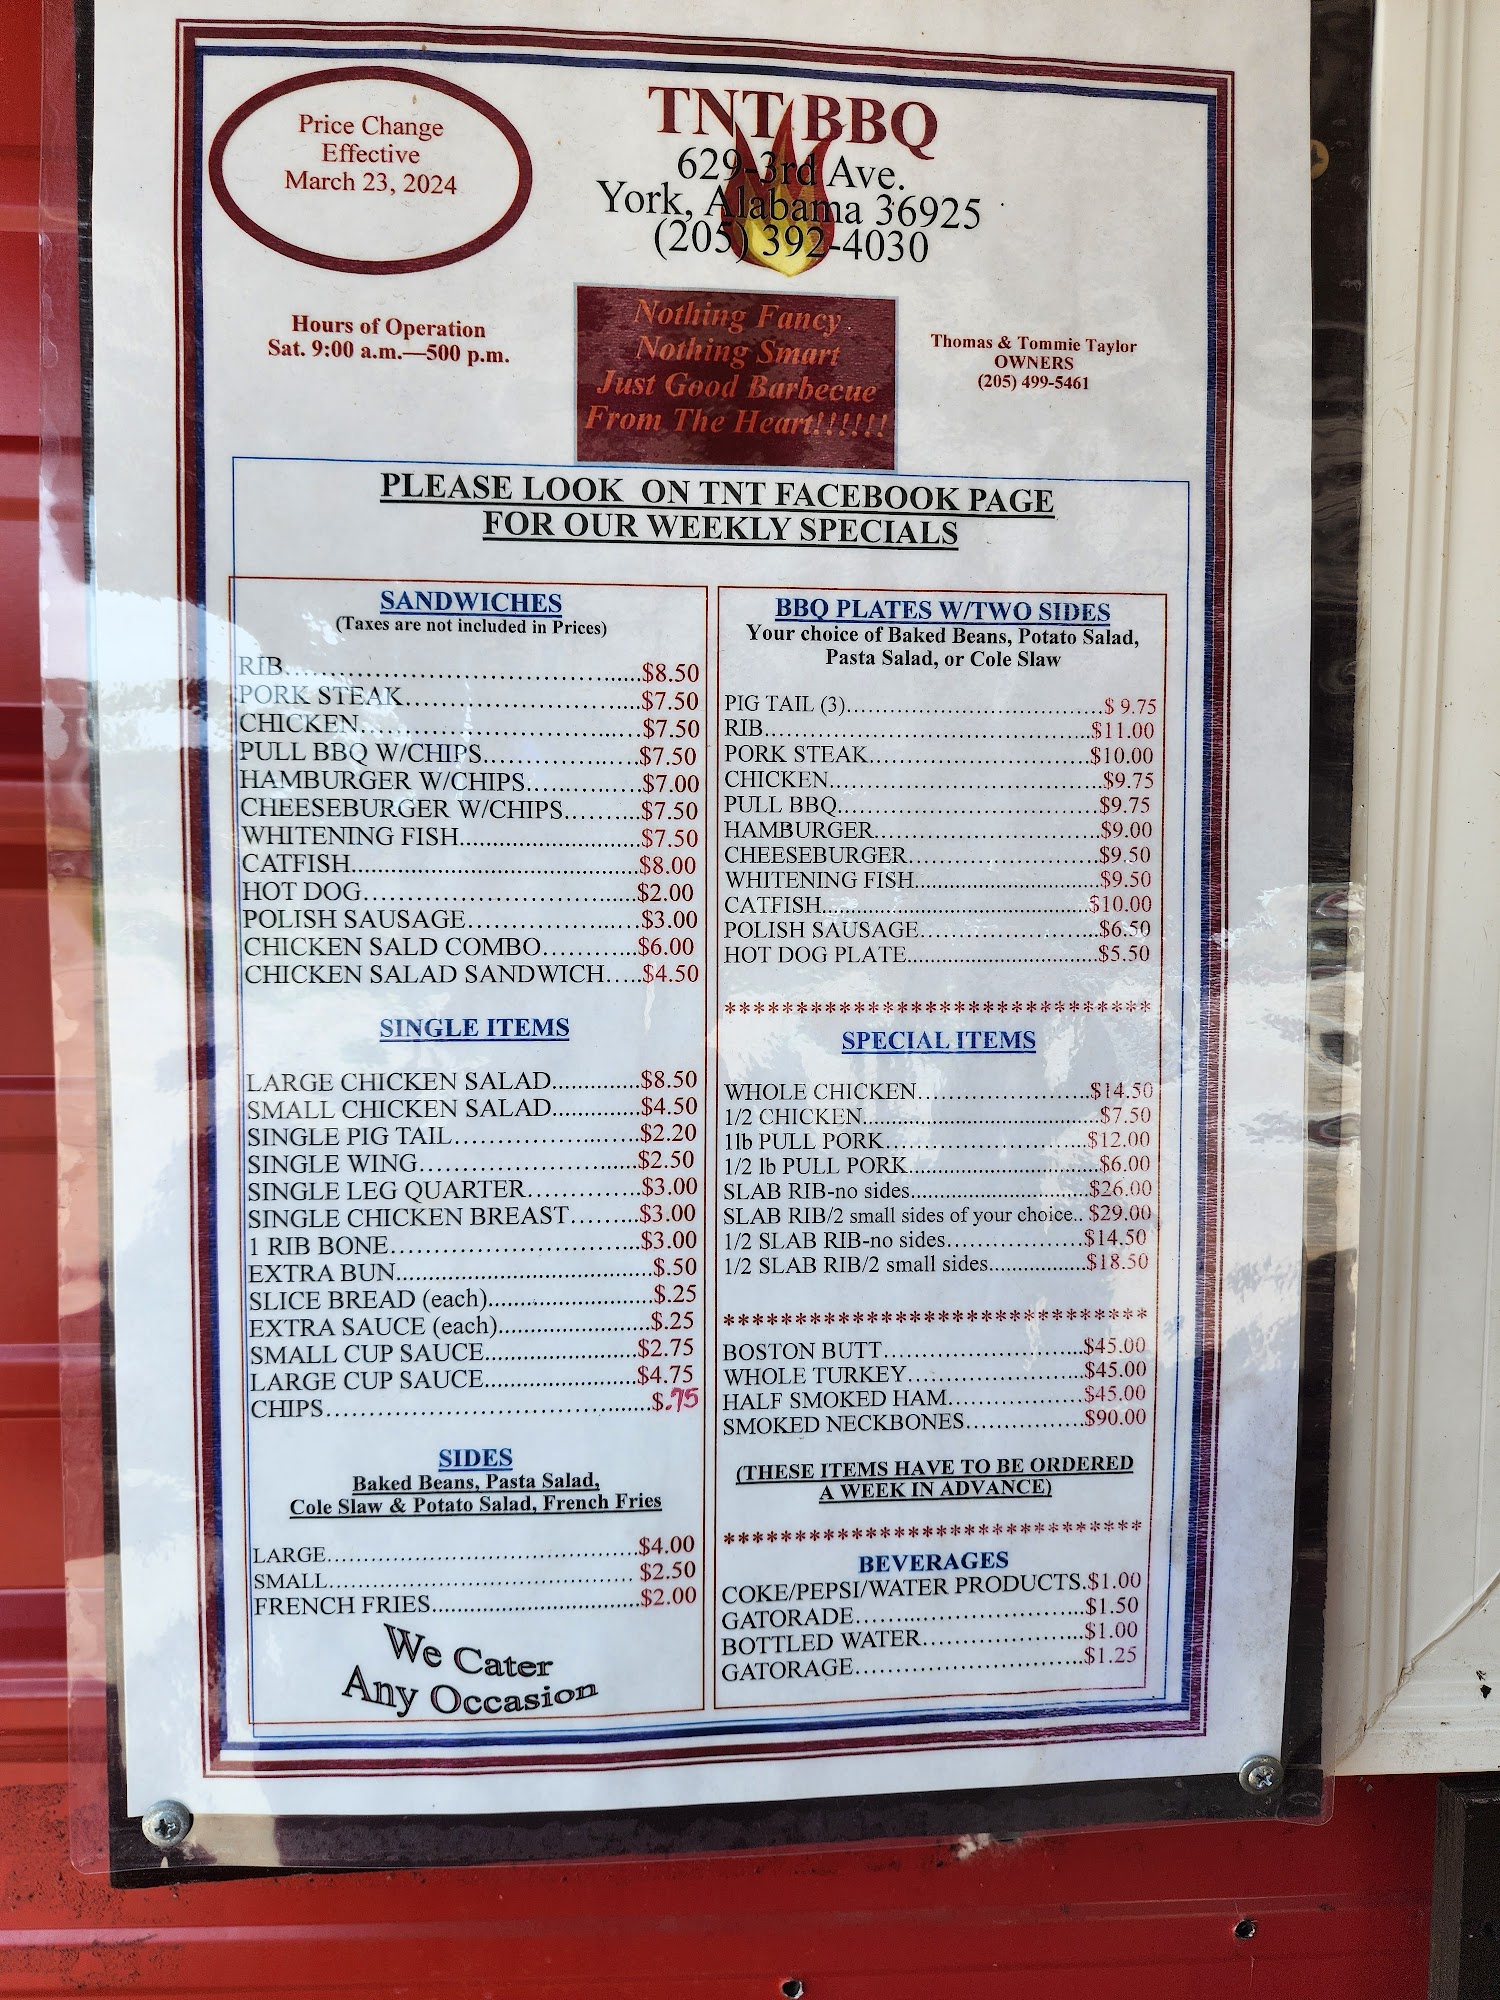 Price Change
Effective
March 23, 2024
TNT BBQ
629-3rd Ave.
York, Alabama 36925
(205) 392-4030
Hours of Operation
Sat. 9:00 a.m.—500 p.m.
Nothing Fancy
Nothing Smart
Just Good Barbecue
From The Heart!!!!!!
Thomas & Tommie Taylor
OWNERS
(205) 499-5461
PLEASE LOOK ON TNT FACEBOOK PAGE
FOR OUR WEEKLY SPECIALS
SANDWICHES
(Taxes are not included in Prices)
RIB....................................................$8.50
PORK STEAK....................................$7.50
CHICKEN..........................................$7.50
PULL BBQ W/CHIPS........................$7.50
HAMBURGER W/CHIPS..................$7.00
CHEESEBURGER W/CHIPS.............$7.50
WHITENING FISH............................$7.50
CATFISH............................................$8.00
HOT DOG..........................................$2.00
POLISH SAUSAGE...........................$3.00
CHICKEN SALD COMBO...............$6.00
CHICKEN SALAD SANDWICH.....$4.50
SINGLE ITEMS
LARGE CHICKEN SALAD..............$8.50
SMALL CHICKEN SALAD..............$4.50
SINGLE PIG TAIL............................$2.20
SINGLE WING..................................$2.50
SINGLE LEG QUARTER.................$3.00
SINGLE CHICKEN BREAST..........$3.00
1 RIB BONE......................................$3.00
EXTRA BUN.......................................$.50
SLICE BREAD (each).........................$.25
EXTRA SAUCE (each).......................$.25
SMALL CUP SAUCE........................$2.75
LARGE CUP SAUCE........................$4.75
CHIPS.................................................$.75
SIDES
Baked Beans, Pasta Salad,
Cole Slaw & Potato Salad, French Fries
LARGE...............................................$4.00
SMALL............................................... $2.50
FRENCH FRIES.................................$2.00
We Cater
Any Occasion
BBQ PLATES W/TWO SIDES
Your choice of Baked Beans, Potato Salad,
Pasta Salad, or Cole Slaw
PIG TAIL (3).......................................$ 9.75
RIB......................................................$11.00
PORK STEAK....................................$10.00
CHICKEN...........................................$9.75
PULL BBQ..........................................$9.75
HAMBURGER....................................$9.00
CHEESEBURGER...............................$9.50
WHITENING FISH..............................$9.50
CATFISH............................................$10.00
POLISH SAUSAGE.............................$6.50
HOT DOG PLATE...............................$5.50
******************************
SPECIAL ITEMS
WHOLE CHICKEN............................$14.50
1/2 CHICKEN.....................................$7.50
1lb PULL PORK.................................$12.00
1/2 lb PULL PORK..............................$6.00
SLAB RIB-no sides.............................$26.00
SLAB RIB/2 small sides of your choice.. $29.00
1/2 SLAB RIB-no sides......................$14.50
1/2 SLAB RIB/2 small sides................$18.50
******************************
BOSTON BUTT.................................$45.00
WHOLE TURKEY.............................$45.00
HALF SMOKED HAM......................$45.00
SMOKED NECKBONES...................$90.00
(THESE ITEMS HAVE TO BE ORDERED
A WEEK IN ADVANCE)
******************************
BEVERAGES
COKE/PEPSI/WATER PRODUCTS.$1.00
GATORADE.....................................$1.50
BOTTLED WATER..........................$1.00
GATORAGE.....................................$1.25